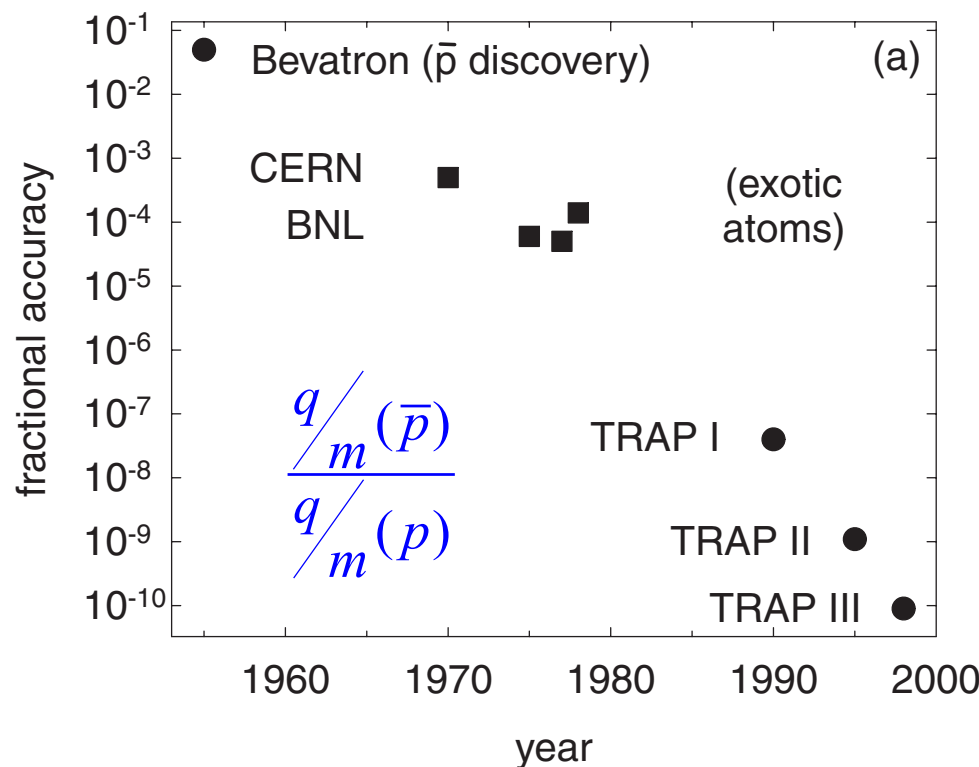 10⁻¹
Bevatron (p̄ discovery)
(a)
10⁻²
10⁻³
CERN
(exotic
10⁻⁴
BNL
atoms)
10⁻⁵
10⁻⁶
fractional accuracy
10⁻⁷
q/m (p̄)
TRAP I
10⁻⁸
q/m (p)
10⁻⁹
TRAP II
10⁻¹⁰
TRAP III
1960 1970 1980 1990 2000
year